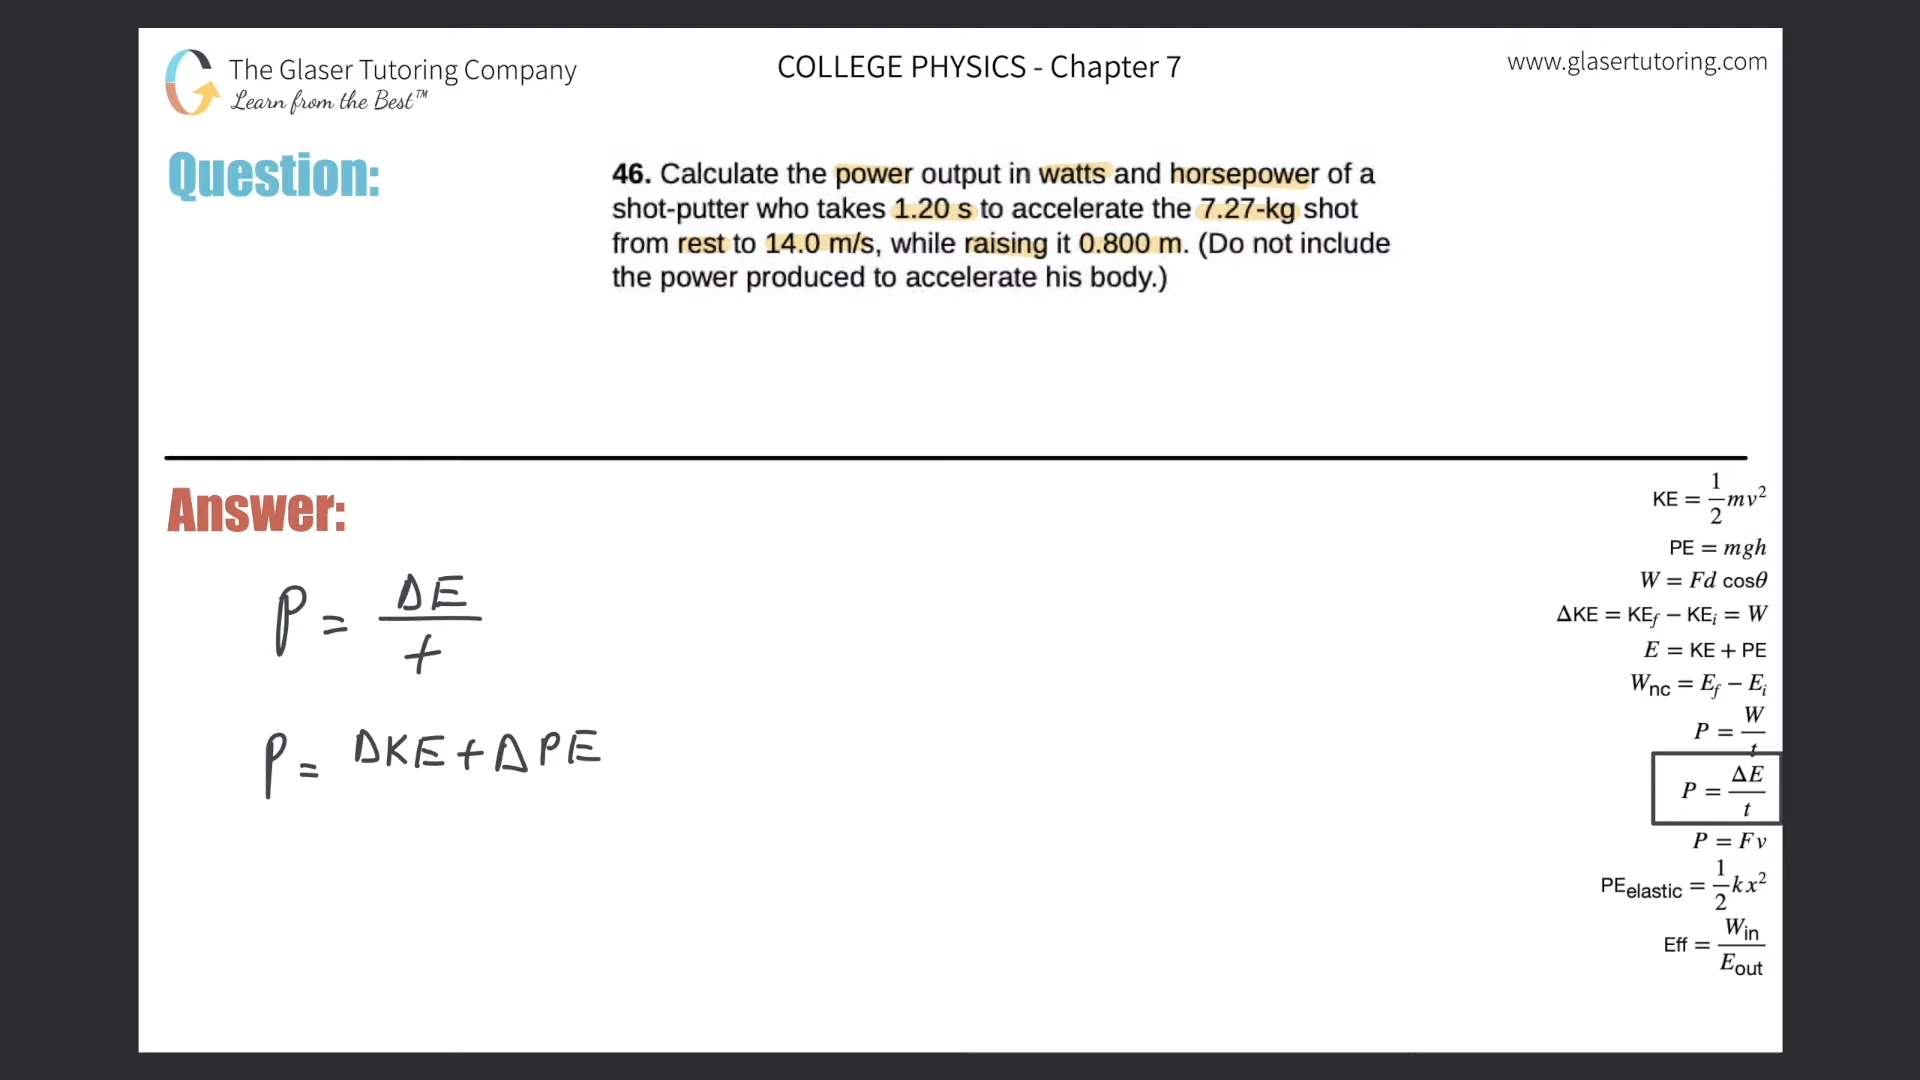 The Glaser Tutoring Company
Learn from the Best™
COLLEGE PHYSICS - Chapter 7
www.glasertutoring.com
Question:
46. Calculate the power output in watts and horsepower of a
shot-putter who takes 1.20 s to accelerate the 7.27-kg shot
from rest to 14.0 m/s, while raising it 0.800 m. (Do not include
the power produced to accelerate his body.)
Answer:
P = ΔE / t
P = ΔKE + ΔPE
KE = 1/2 mv²
PE = mgh
W = Fd cosθ
ΔKE = KEf − KEi = W
E = KE + PE
Wnc = Ef − Ei
P = W/t
P = ΔE/t
P = Fv
PEelastic = 1/2 kx²
Eff = Win/Eout